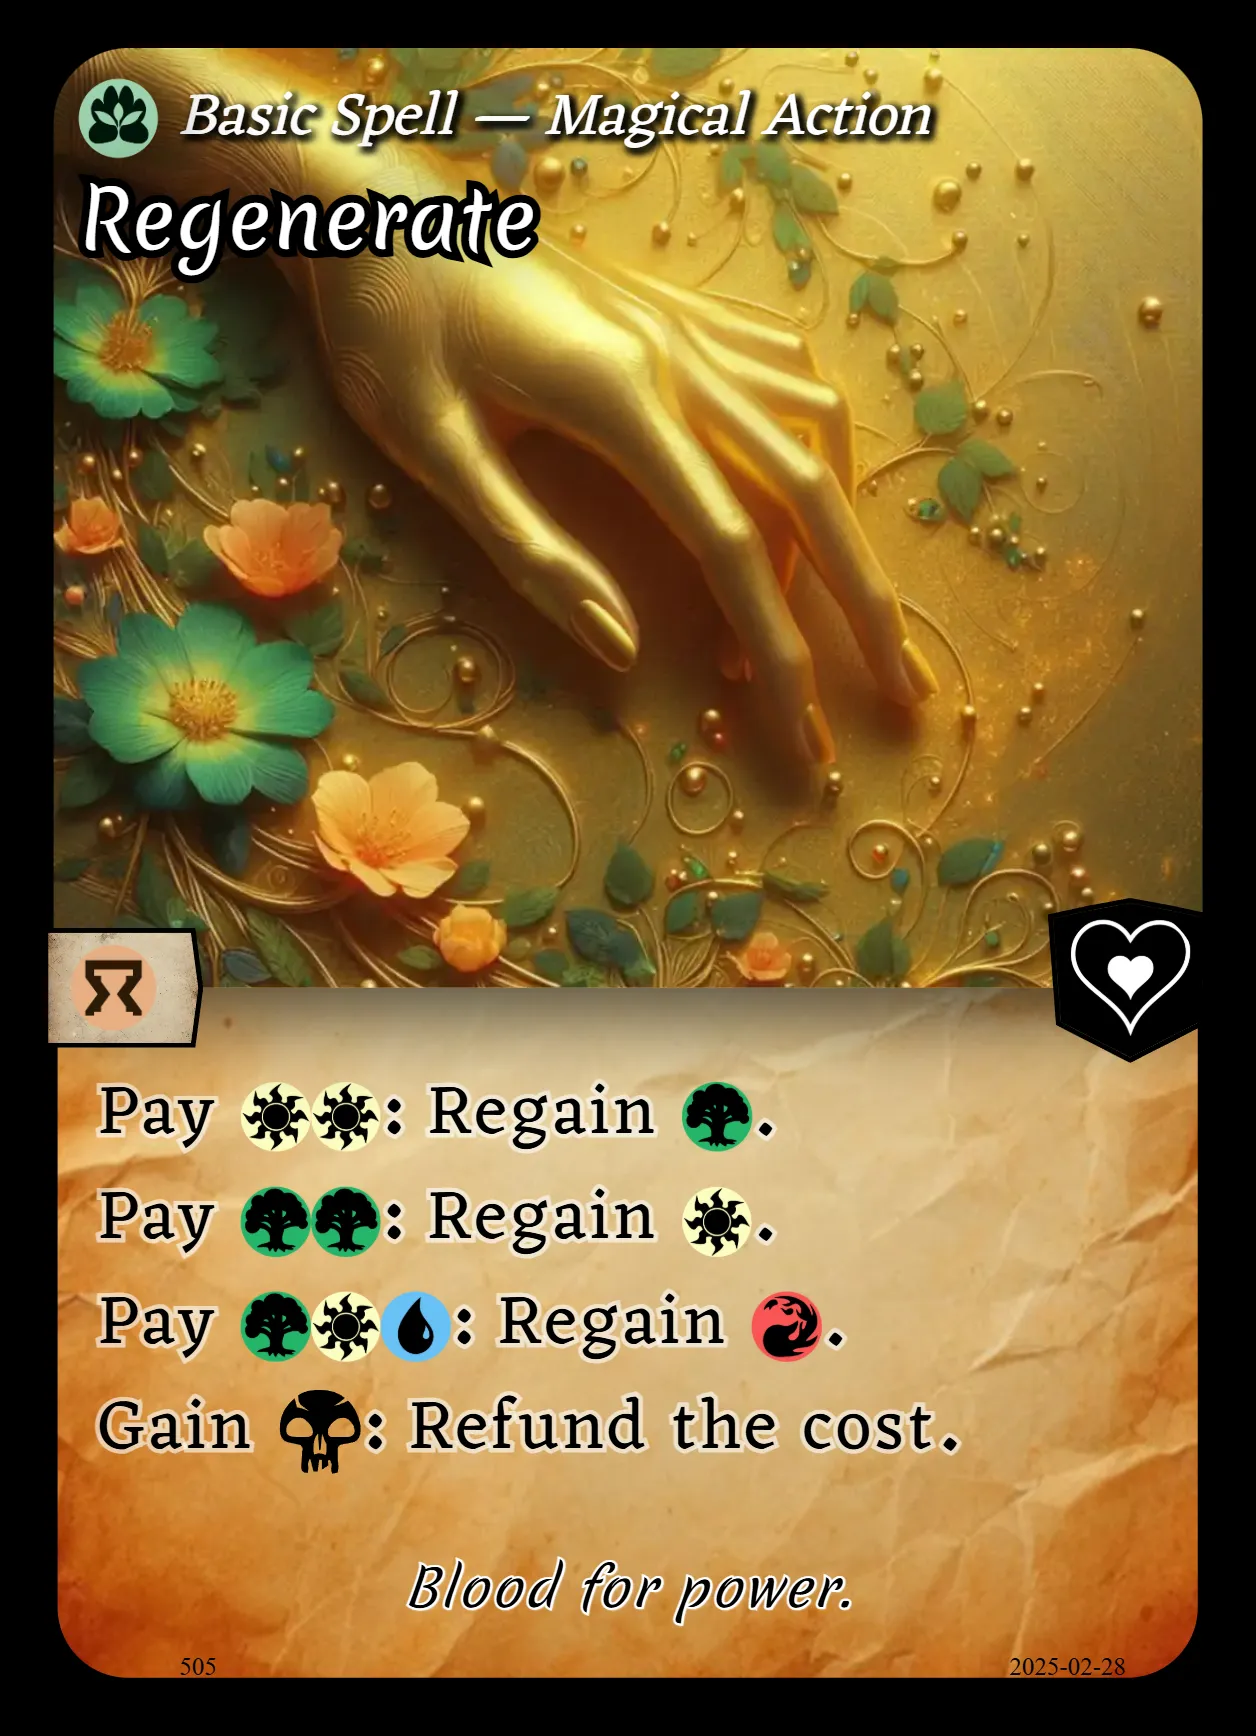 Basic Spell — Magical Action
Regenerate
Pay : Regain .
Pay : Regain .
Pay : Regain .
Gain : Refund the cost.
Blood for power.
505
2025-02-28